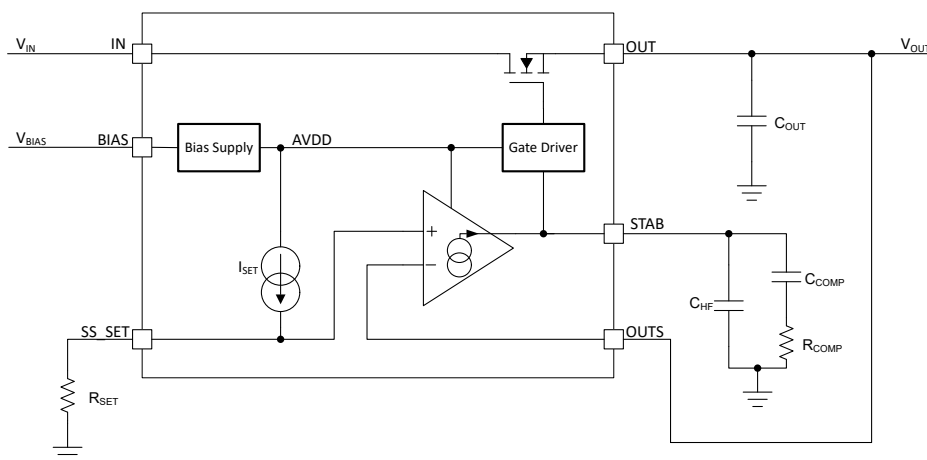 V_IN IN OUT V_OUT
V_BIAS BIAS Bias Supply AVDD Gate Driver C_OUT
+ STAB
−
I_SET C_COMP
C_HF
SS_SET OUTS R_COMP
R_SET